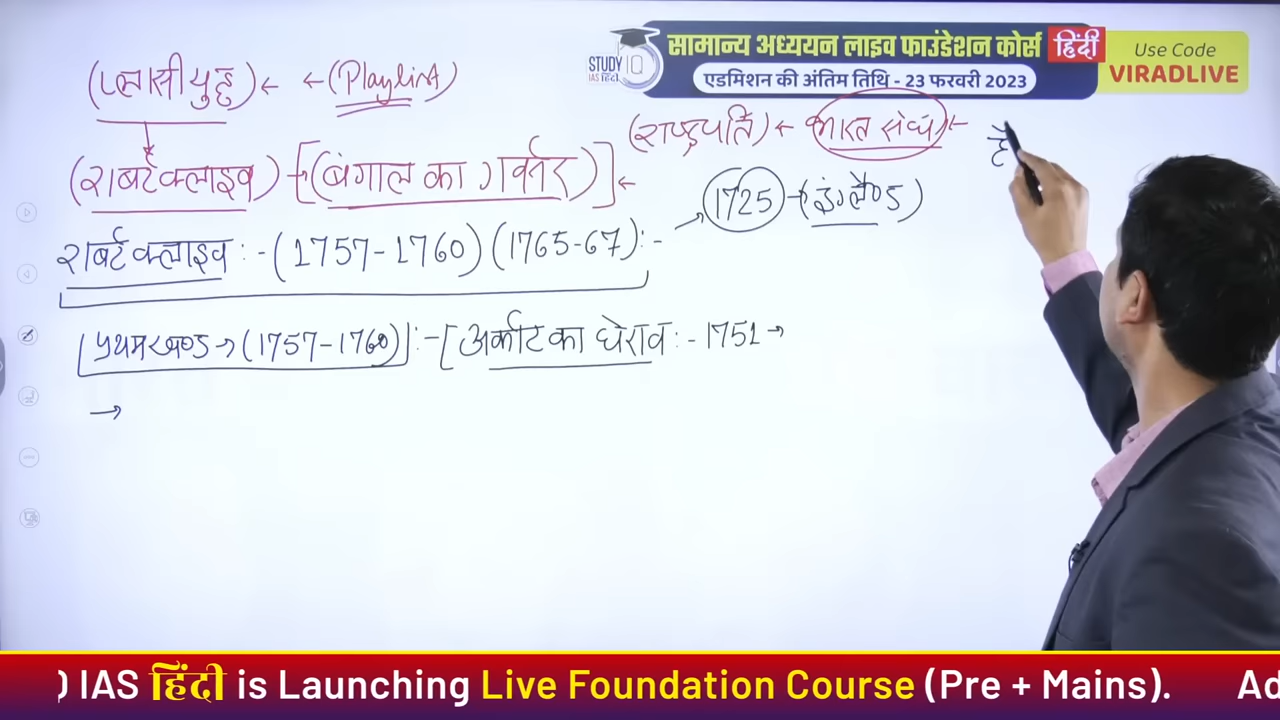 STUDY IQ
IAS हिंदी
सामान्य अध्ययन लाइव फाउंडेशन कोर्स हिंदी
एडमिशन की अंतिम तिथि - 23 फरवरी 2023
Use Code
VIRADLIVE
(प्लासी युद्ध) ← ← (Playlist)
(राष्ट्रपति) ← भारत संघ ←
(राबर्ट क्लाइव) → [(बंगाल का गवर्नर)] ←
राबर्ट क्लाइव : - (1757-1760) (1765-67) : - → 1725 - (इंग्लैण्ड)
[प्रथम खण्ड → (1757-1760)] : - [अर्काट का घेराव : - 1751 →
→
IAS हिंदी is Launching Live Foundation Course (Pre + Mains). Ad